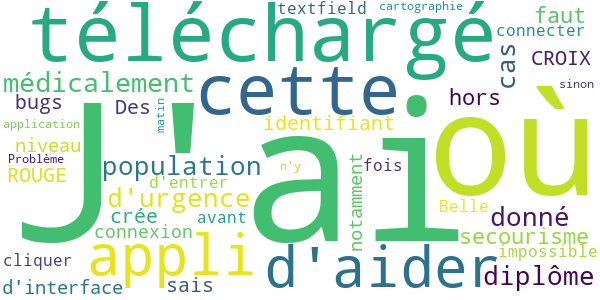 textfield
cartographie
téléchargé
faut
connecter
cas
CROIX
médicalement
cette
sinon
bugs
Des
matin
hors
J'ai
où
application
identifiant
niveau
Problème
population
notamment
fois
n'y
ROUGE
d'entrer
d'urgence
Belle
donné
crée
avant
connexion
secourisme
appli
impossible
cliquer
d'aider
diplôme
d'interface
sais